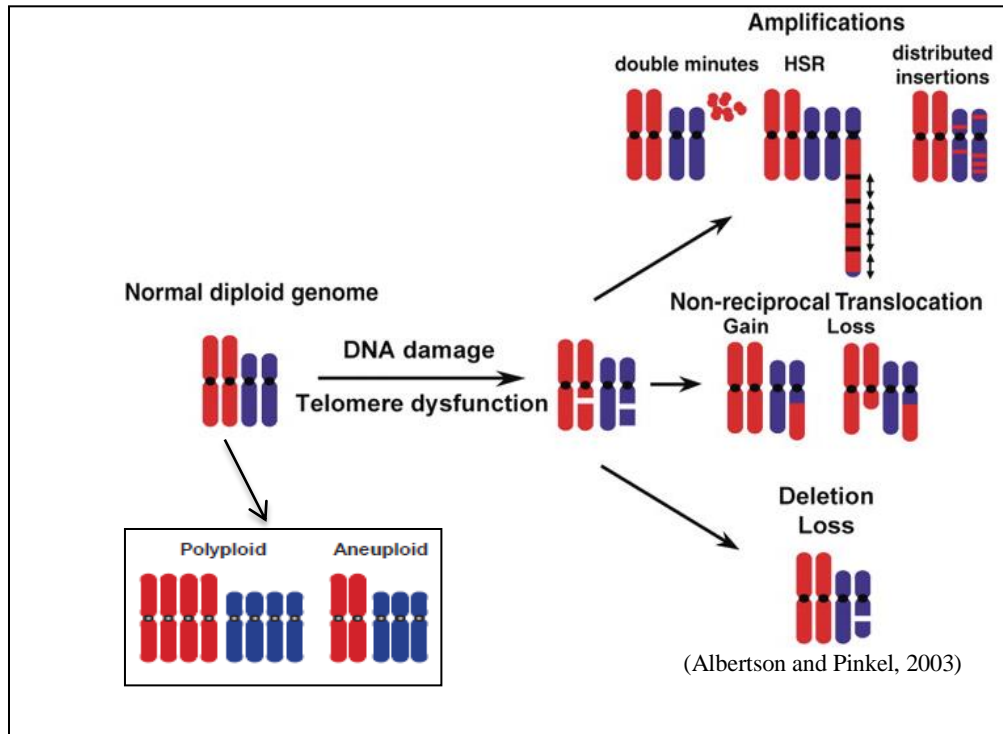 Amplifications
double minutes
HSR
distributed
insertions
Normal diploid genome
DNA damage
Telomere dysfunction
Non-reciprocal Translocation
Gain
Loss
Deletion
Loss
Polyploid
Aneuploid
(Albertson and Pinkel, 2003)